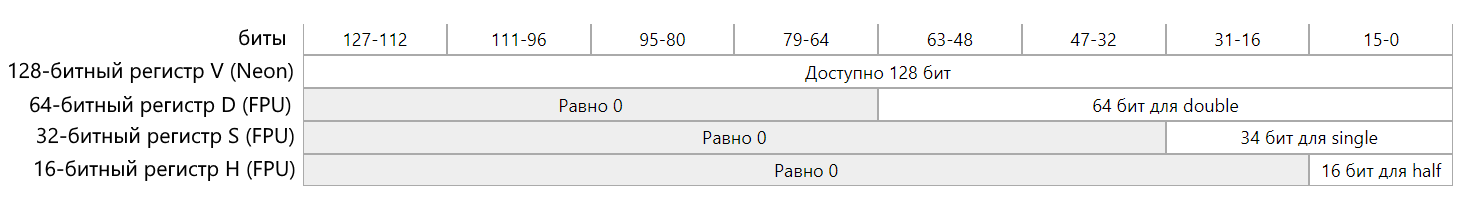 биты 127-112 111-96 95-80 79-64 63-48 47-32 31-16 15-0
128-битный регистр V (Neon) Доступно 128 бит
64-битный регистр D (FPU) Равно 0 64 бит для double
32-битный регистр S (FPU) Равно 0 34 бит для single
16-битный регистр H (FPU) Равно 0 16 бит для half